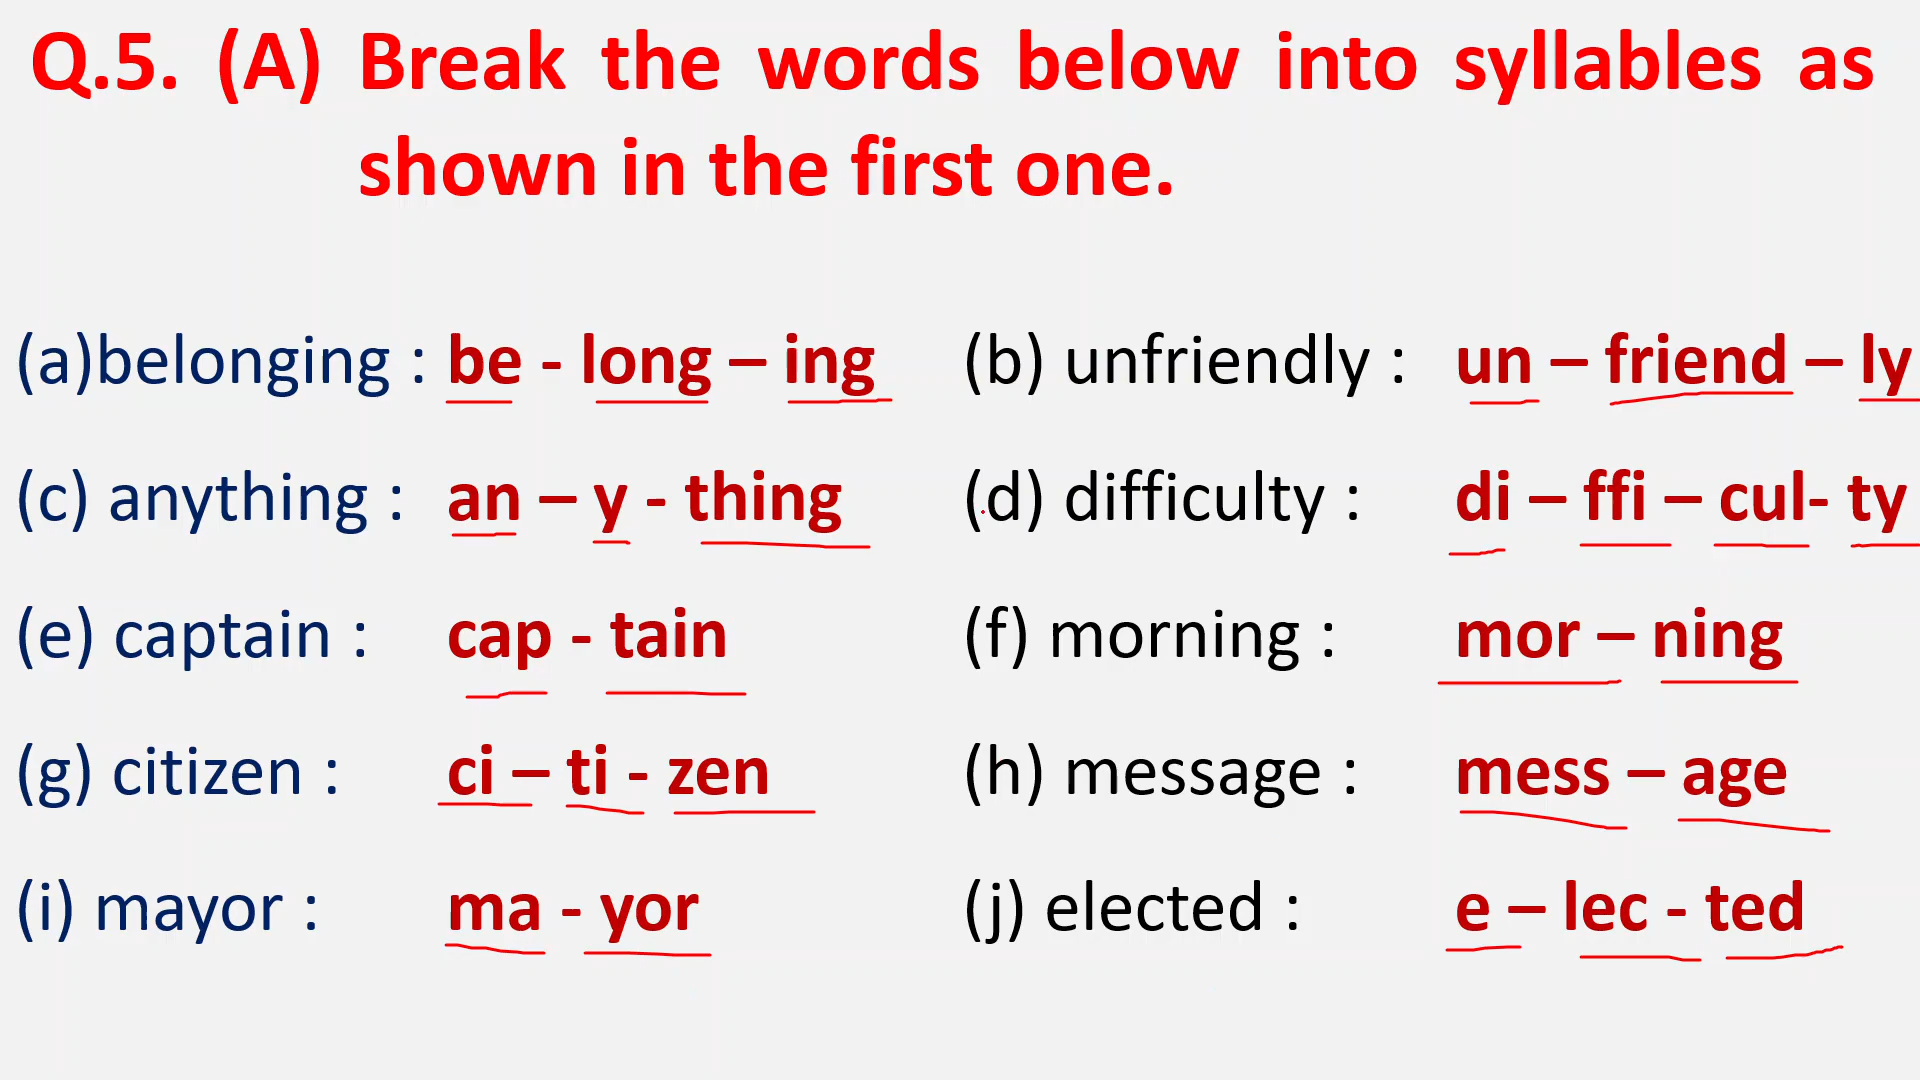 Q.5. (A) Break the words below into syllables as
shown in the first one.
(a)belonging : be - long – ing (b) unfriendly : un – friend – ly
(c) anything : an – y - thing (d) difficulty : di – ffi – cul- ty
(e) captain : cap - tain (f) morning : mor – ning
(g) citizen : ci – ti - zen (h) message : mess – age
(i) mayor : ma - yor (j) elected : e – lec - ted